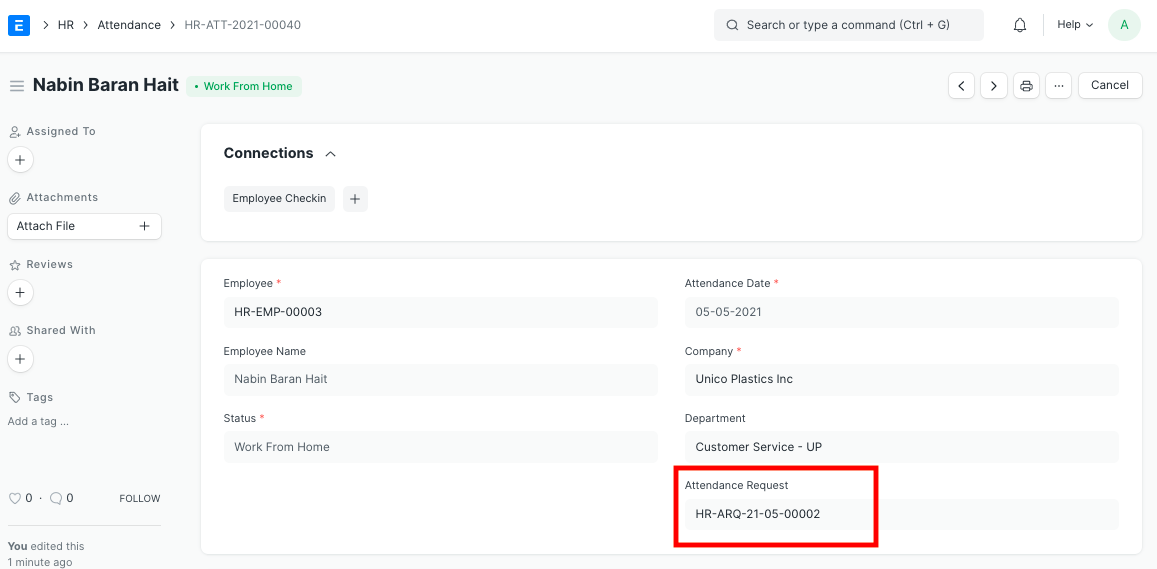 E
HR
Attendance
HR-ATT-2021-00040
Search or type a command (Ctrl + G)
Help
A
Nabin Baran Hait
Work From Home
...
Cancel
Assigned To
Attachments
Attach File
Reviews
Shared With
Tags
Add a tag ...
0 · 0
FOLLOW
You edited this
1 minute ago
Connections
Employee Checkin
Employee *
HR-EMP-00003
Employee Name
Nabin Baran Hait
Status *
Work From Home
Attendance Date *
05-05-2021
Company *
Unico Plastics Inc
Department
Customer Service - UP
Attendance Request
HR-ARQ-21-05-00002